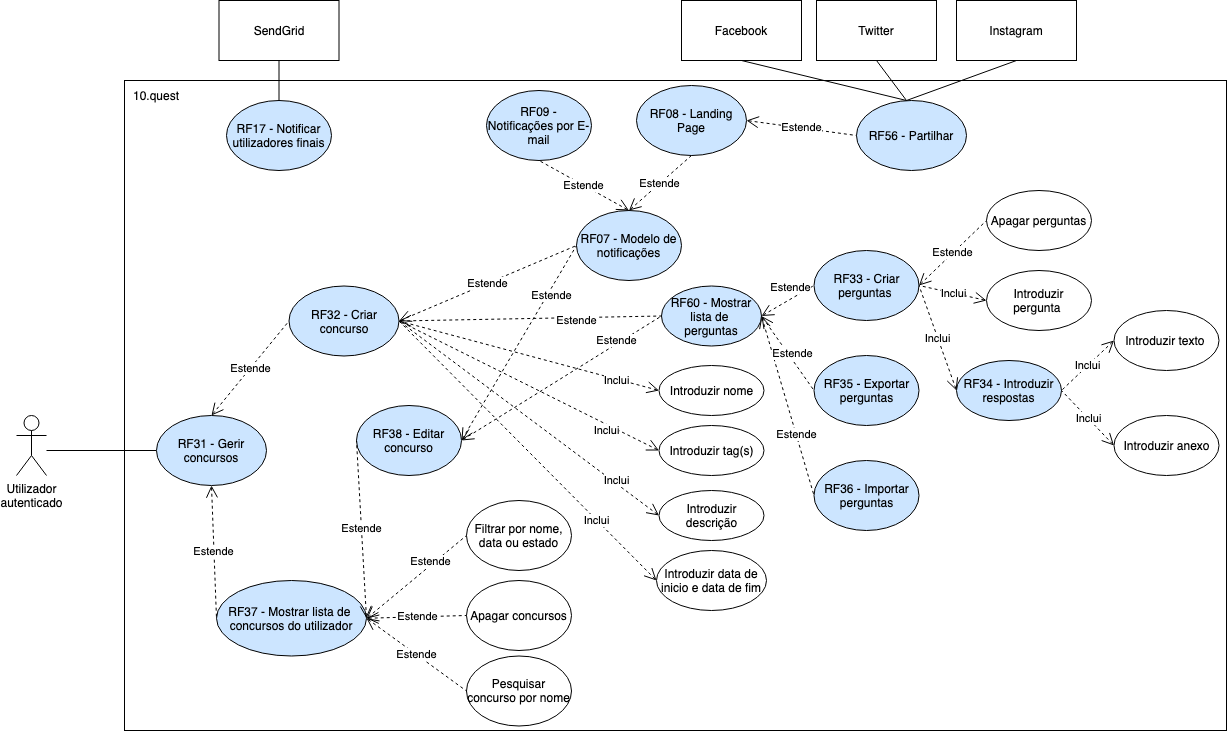 SendGrid
Facebook
Twitter
Instagram
10.quest
RF17 - Notificar
utilizadores finais
RF09 -
Notificações por E-
mail
RF08 - Landing
Page
Estende
RF56 - Partilhar
Estende
Estende
RF07 - Modelo de
notificações
Apagar perguntas
Estende
RF33 - Criar
perguntas
Inclui
Introduzir
pergunta
Estende
Estende
Estende
RF60 - Mostrar
lista de
perguntas
RF32 - Criar
concurso
Estende
Estende
Inclui
Introduzir texto
Estende
Estende
Inclui
RF34 - Introduzir
respostas
Inclui
Introduzir nome
RF35 - Exportar
perguntas
Inclui
Introduzir anexo
RF31 - Gerir
concursos
RF38 - Editar
concurso
Inclui
Introduzir tag(s)
Estende
Utilizador
autenticado
Inclui
RF36 - Importar
perguntas
Introduzir
descrição
Inclui
Estende
Filtrar por nome,
data ou estado
Estende
Estende
Introduzir data de
inicio e data de fim
RF37 - Mostrar lista de
concursos do utilizador
Estende
Apagar concursos
Estende
Pesquisar
concurso por nome